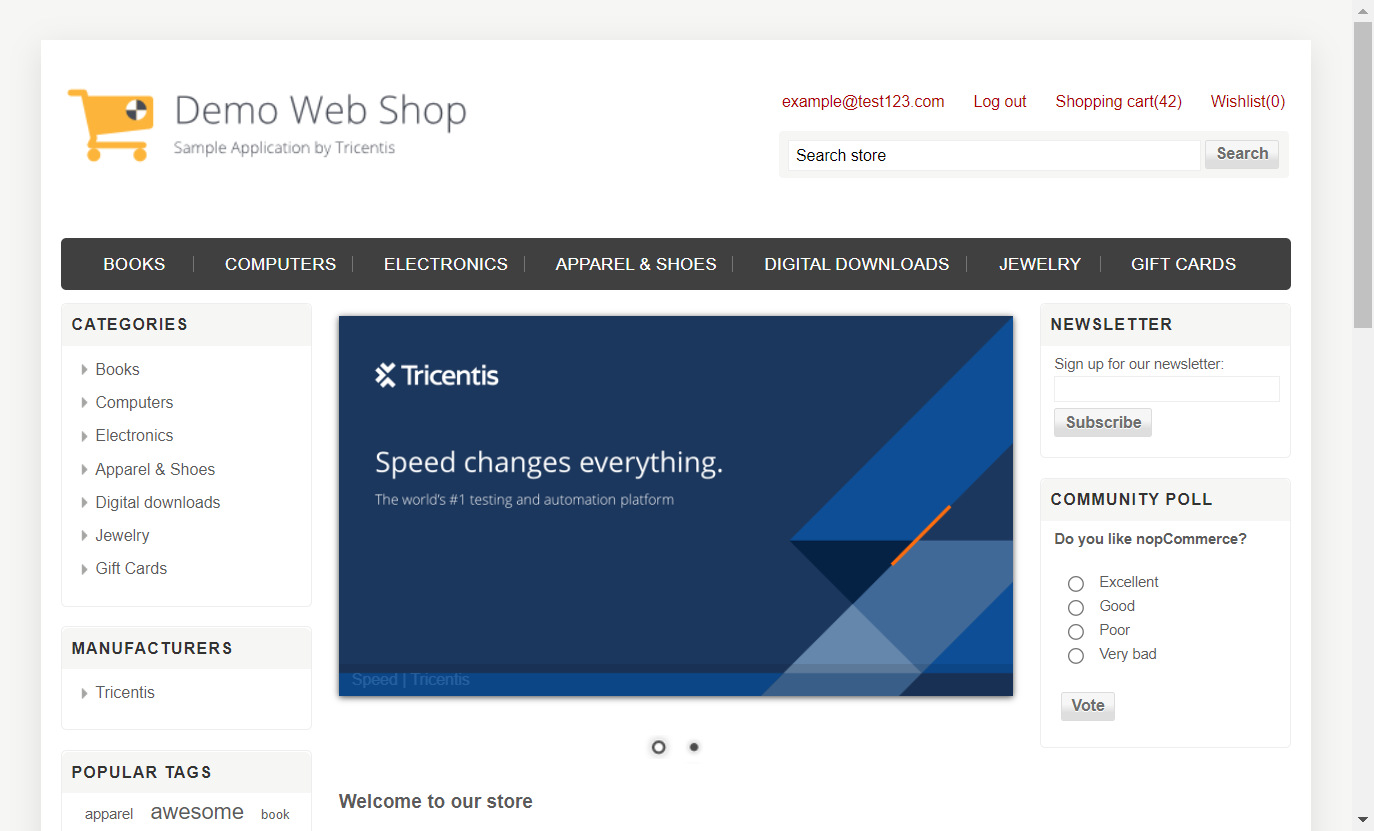 Demo Web Shop
Sample Application by Tricentis
example@test123.com Log out Shopping cart(42) Wishlist(0)
Search store Search
BOOKS COMPUTERS ELECTRONICS APPAREL & SHOES DIGITAL DOWNLOADS JEWELRY GIFT CARDS
CATEGORIES
Books
Computers
Electronics
Apparel & Shoes
Digital downloads
Jewelry
Gift Cards
MANUFACTURERS
Tricentis
POPULAR TAGS
apparel awesome book
Tricentis
Speed changes everything.
The world's #1 testing and automation platform
Speed | Tricentis
Welcome to our store
NEWSLETTER
Sign up for our newsletter:
Subscribe
COMMUNITY POLL
Do you like nopCommerce?
Excellent
Good
Poor
Very bad
Vote